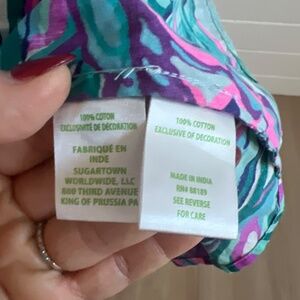 100% COTTON
EXCLUSIVITÉ DE DÉCORATION
FABRIQUÉ EN
INDE
SUGARTOWN
WORLDWIDE, LLC
800 THIRD AVENUE
KING OF PRUSSIA PA
100% COTTON
EXCLUSIVE OF DECORATION
MADE IN INDIA
RN# 88189
SEE REVERSE
FOR CARE